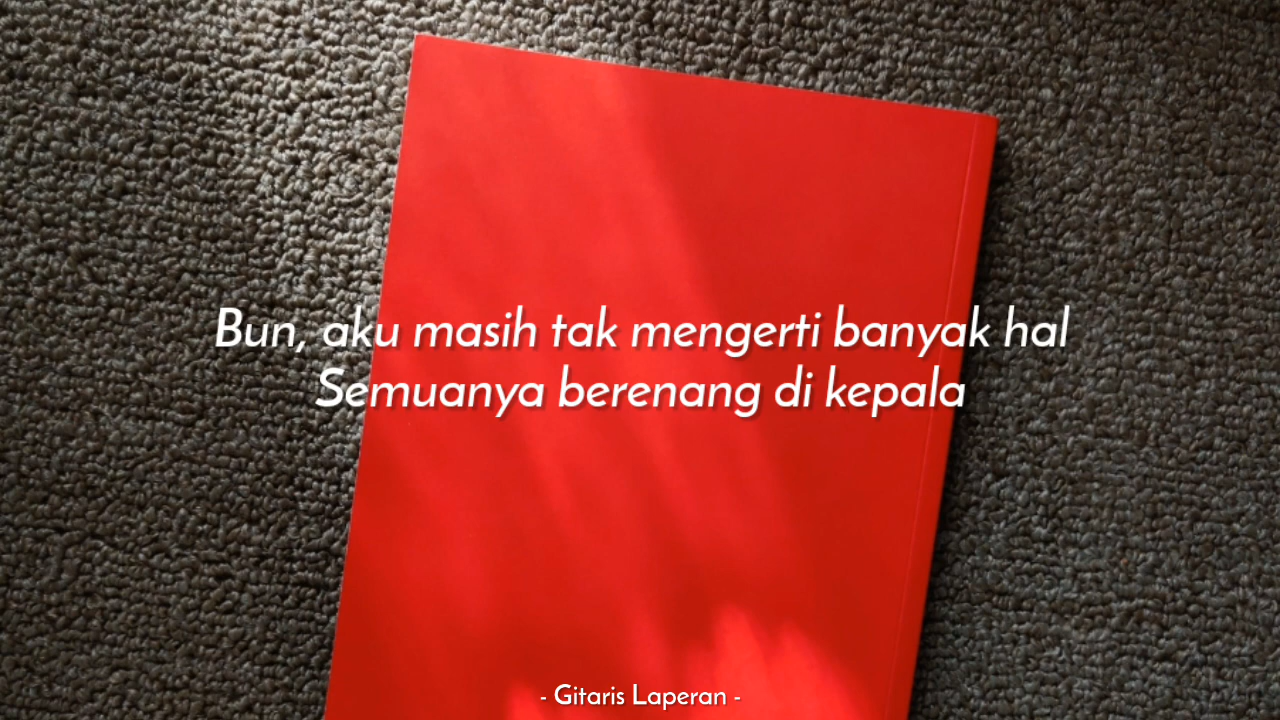 Bun, aku masih tak mengerti banyak hal
Semuanya berenang di kepala
- Gitaris Laperan -